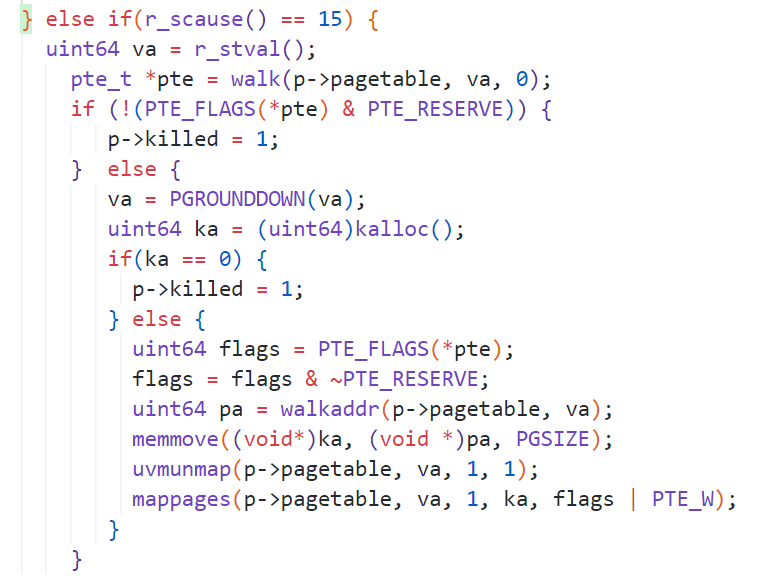 } else if(r_scause() == 15) {
uint64 va = r_stval();
pte_t *pte = walk(p->pagetable, va, 0);
if (!(PTE_FLAGS(*pte) & PTE_RESERVE)) {
p->killed = 1;
} else {
va = PGROUNDDOWN(va);
uint64 ka = (uint64)kalloc();
if(ka == 0) {
p->killed = 1;
} else {
uint64 flags = PTE_FLAGS(*pte);
flags = flags & ~PTE_RESERVE;
uint64 pa = walkaddr(p->pagetable, va);
memmove((void*)ka, (void *)pa, PGSIZE);
uvmunmap(p->pagetable, va, 1, 1);
mappages(p->pagetable, va, 1, ka, flags | PTE_W);
}
}